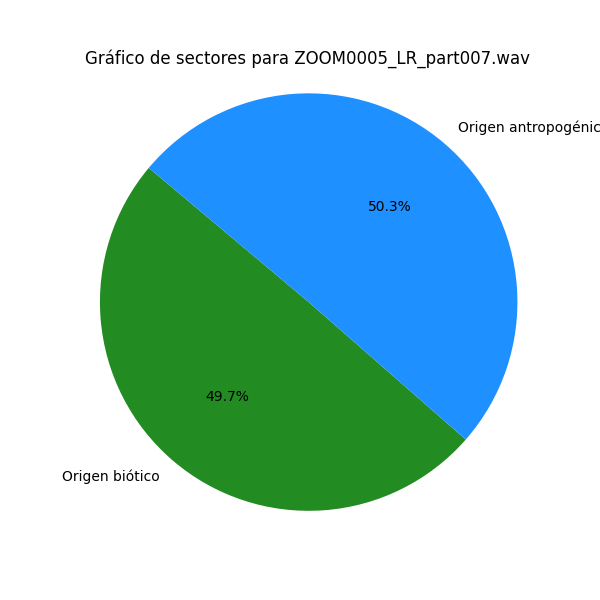 Gráfico de sectores para ZOOM0005_LR_part007.wav
Origen antropogénic
50.3%
49.7%
Origen biótico